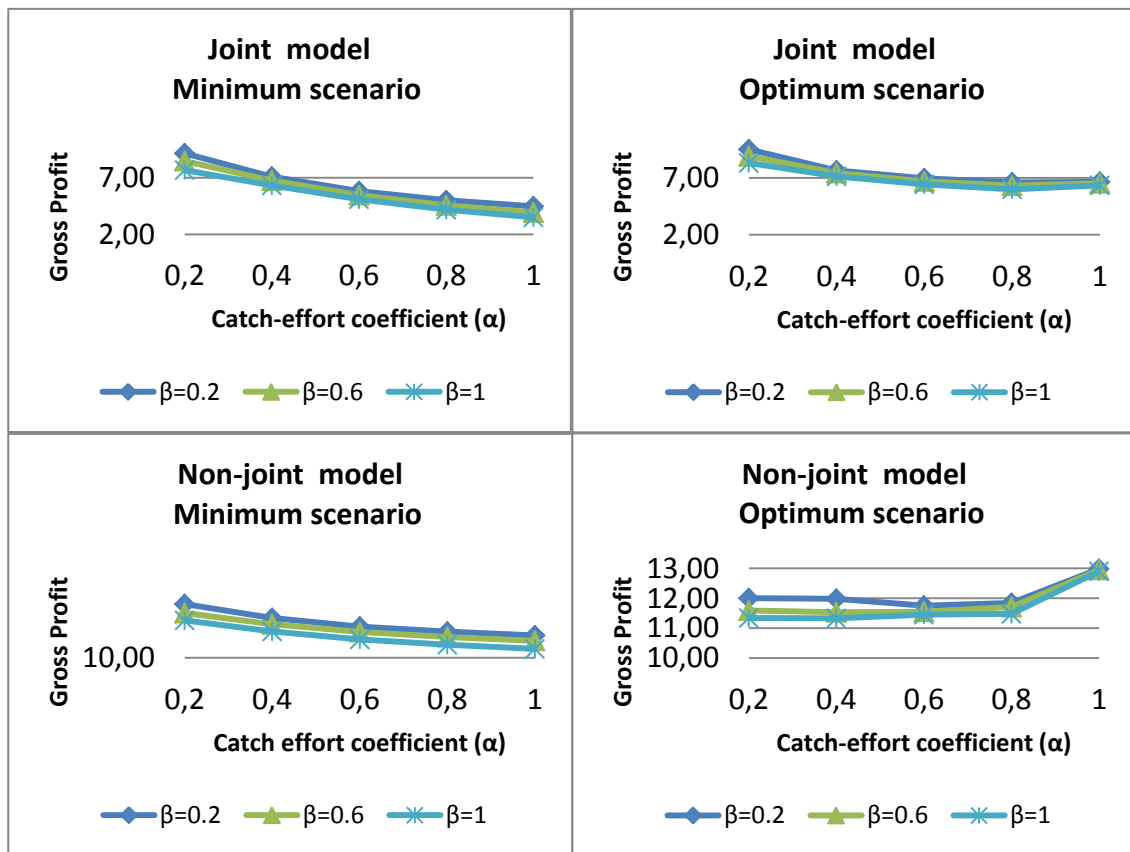 Joint model
Minimum scenario
Gross Profit
7,00
2,00
0,2 0,4 0,6 0,8 1
Catch-effort coefficient (α)
β=0.2 β=0.6 β=1
Joint model
Optimum scenario
Gross Profit
7,00
2,00
0,2 0,4 0,6 0,8 1
Catch-effort coefficient (α)
β=0.2 β=0.6 β=1
Non-joint model
Minimum scenario
Gross Profit
10,00
0,2 0,4 0,6 0,8 1
Catch effort coefficient (α)
β=0.2 β=0.6 β=1
Non-joint model
Optimum scenario
Gross Profit
13,00
12,00
11,00
10,00
0,2 0,4 0,6 0,8 1
Catch-effort coefficient (α)
β=0.2 β=0.6 β=1